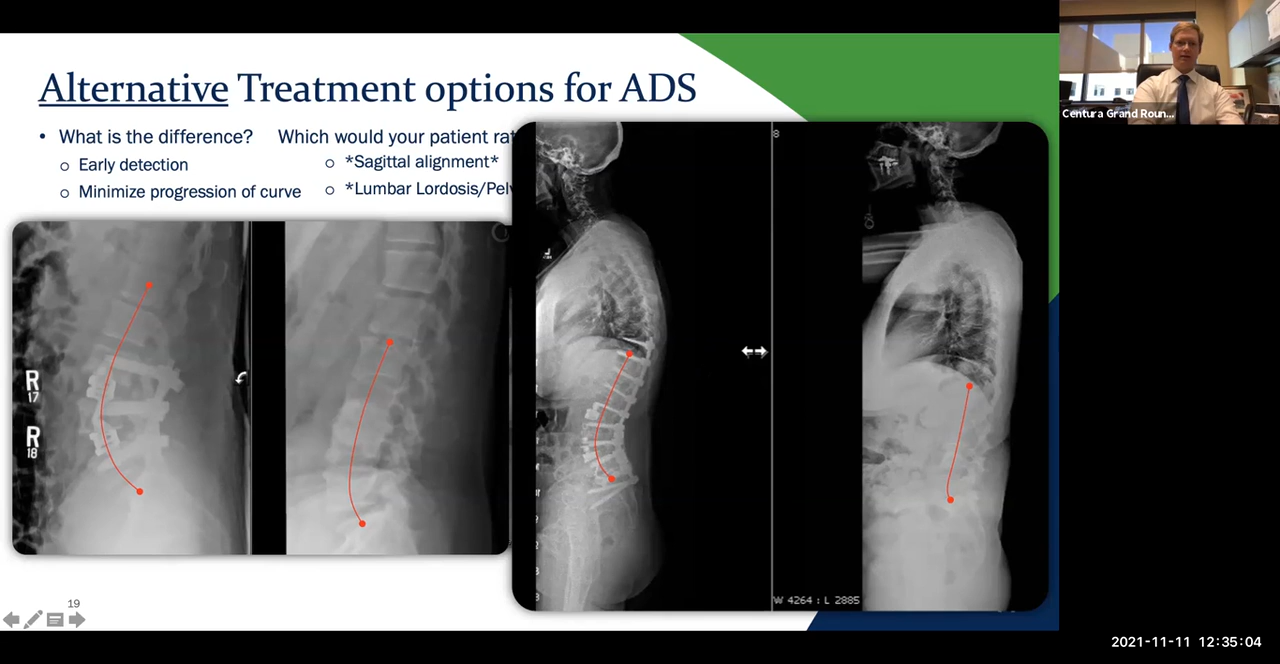 Alternative Treatment options for ADS
• What is the difference? Which would your patient rat
Early detection
*Sagittal alignment*
Minimize progression of curve
*Lumbar Lordosis/Pelv
R
17
R
18
8
W 4264 : L 2885
19
Centura Grand Roun...
2021-11-11 12:35:04